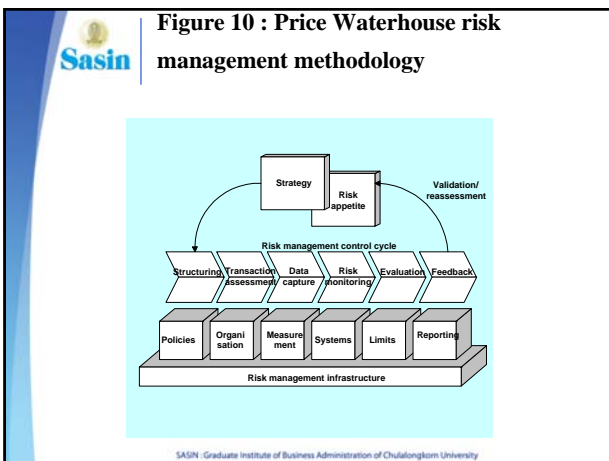 Sasin
Figure 10 : Price Waterhouse risk
management methodology
Strategy
Risk
appetite
Validation/
reassessment
Risk management control cycle
Structuring
Transaction
assessment
Data
capture
Risk
monitoring
Evaluation
Feedback
Policies
Organi
sation
Measure
ment
Systems
Limits
Reporting
Risk management infrastructure
SASIN : Graduate Institute of Business Administration of Chulalongkorn University